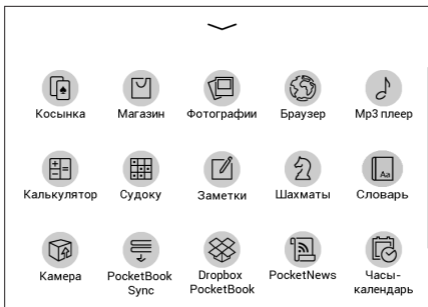 Косынка Магазин Фотографии Браузер Mp3 плеер
Калькулятор Судоку Заметки Шахматы Словарь
Aa
Камера PocketBook Sync Dropbox PocketBook PocketNews Часы-календарь